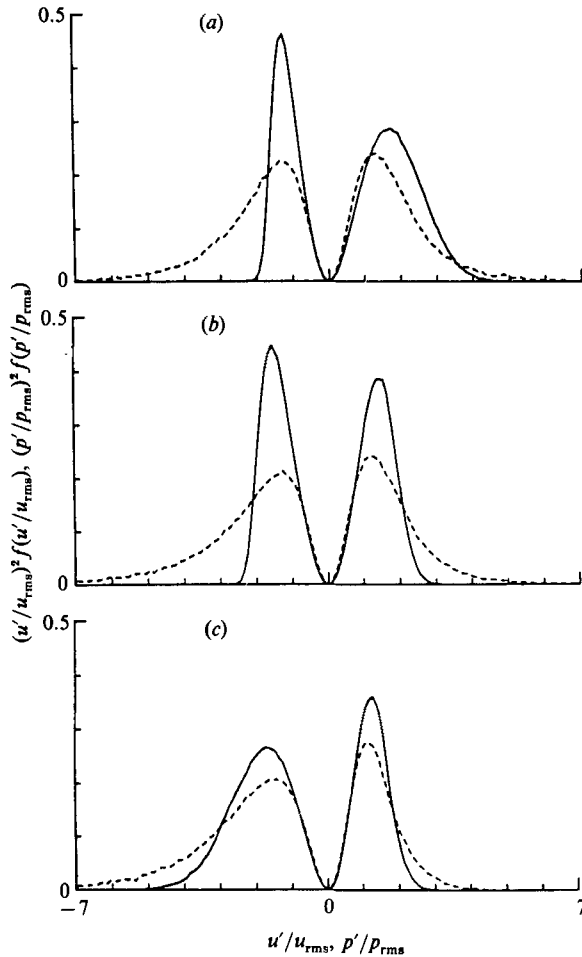 0.5
(a)
0
0.5
(b)
0
0.5
(c)
0
−7
0
7
(u′/u_rms)² f(u′/u_rms), (p′/p_rms)² f(p′/p_rms)
u′/u_rms, p′/p_rms